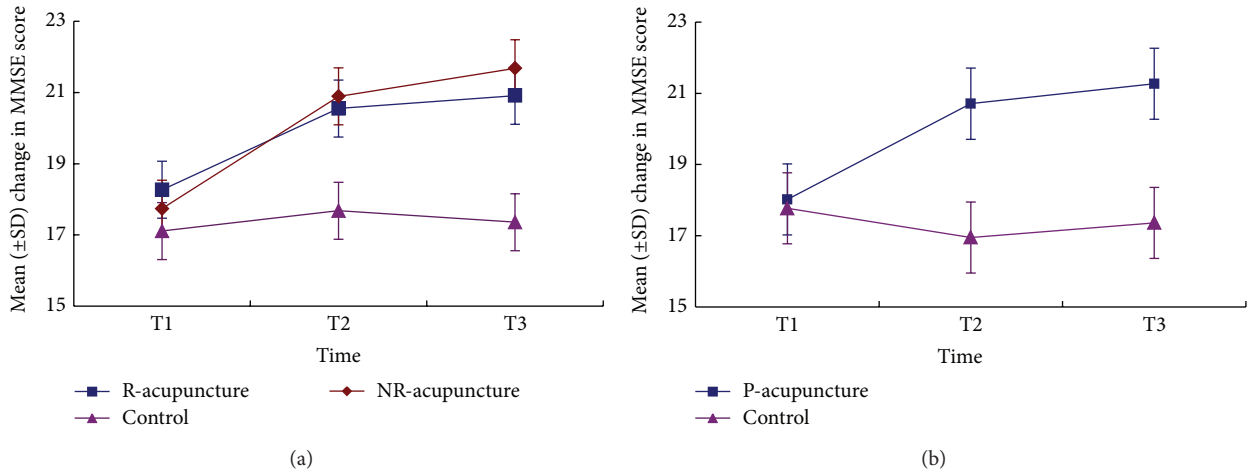 Mean (±SD) change in MMSE score
23
21
19
17
15
T1 T2 T3
Time
R-acupuncture NR-acupuncture
Control
(a)
Mean (±SD) change in MMSE score
23
21
19
17
15
T1 T2 T3
Time
P-acupuncture
Control
(b)